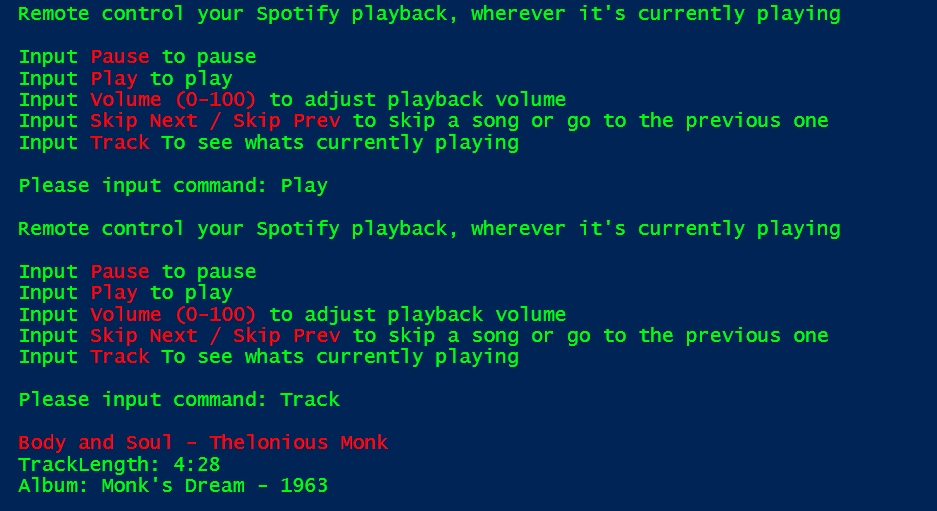 Remote control your Spotify playback, wherever it's currently playing
Input Pause to pause
Input Play to play
Input Volume (0-100) to adjust playback volume
Input Skip Next / Skip Prev to skip a song or go to the previous one
Input Track To see whats currently playing
Please input command: Play
Remote control your Spotify playback, wherever it's currently playing
Input Pause to pause
Input Play to play
Input Volume (0-100) to adjust playback volume
Input Skip Next / Skip Prev to skip a song or go to the previous one
Input Track To see whats currently playing
Please input command: Track
Body and Soul - Thelonious Monk
TrackLength: 4:28
Album: Monk's Dream - 1963